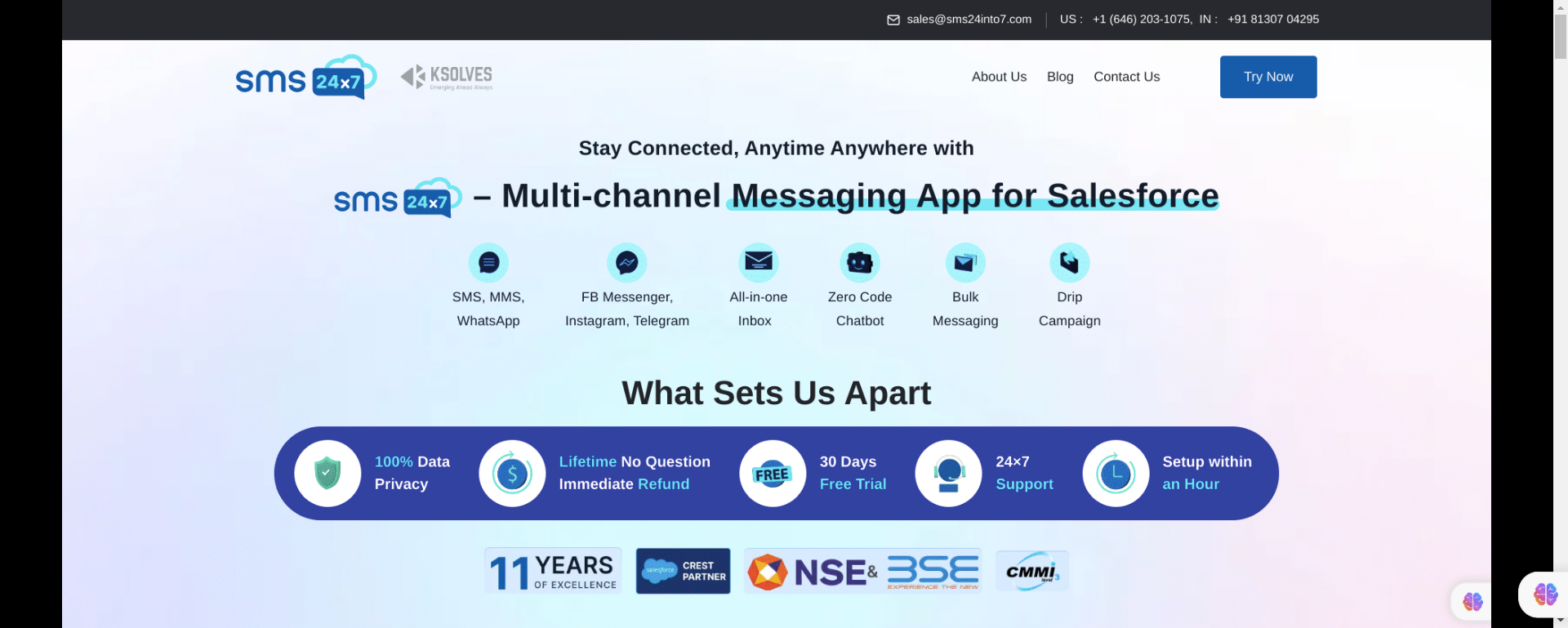 sales@sms24into7.com US : +1 (646) 203-1075, IN : +91 81307 04295
sms 24x7 KSOLVES
Emerging Ahead Always
About Us Blog Contact Us Try Now
Stay Connected, Anytime Anywhere with
sms 24x7 – Multi-channel Messaging App for Salesforce
SMS, MMS,
WhatsApp
FB Messenger,
Instagram, Telegram
All-in-one
Inbox
Zero Code
Chatbot
Bulk
Messaging
Drip
Campaign
What Sets Us Apart
100% Data
Privacy
$
Lifetime No Question
Immediate Refund
FREE
30 Days
Free Trial
24×7
Support
Setup within
an Hour
11 YEARS
OF EXCELLENCE
salesforce
CREST
PARTNER
NSE & BSE
EXPERIENCE THE NEW
CMMI
level 3